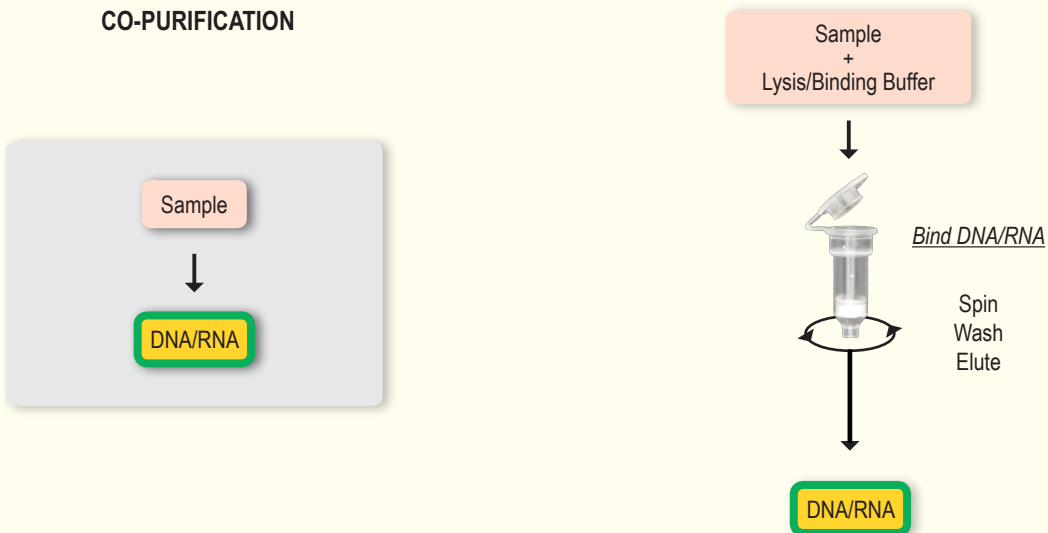 CO-PURIFICATION
Sample
DNA/RNA
Sample
+
Lysis/Binding Buffer
Bind DNA/RNA
Spin
Wash
Elute
DNA/RNA